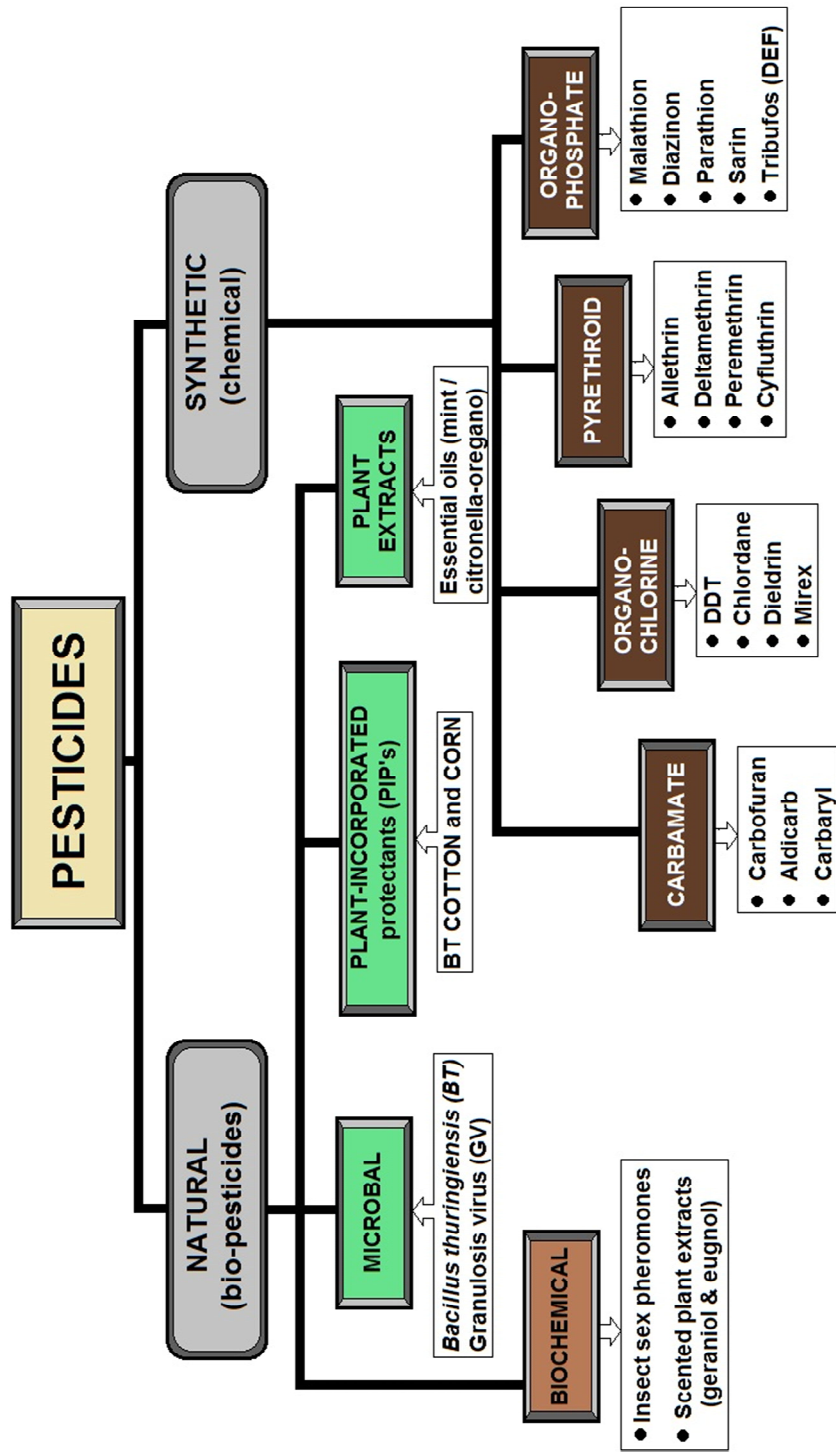 PESTICIDES
NATURAL
(bio-pesticides)
SYNTHETIC
(chemical)
MICROBAL
Bacillus thuringiensis (BT)
Granulosis virus (GV)
PLANT-INCORPORATED
protectants (PIP's)
BT COTTON and CORN
PLANT
EXTRACTS
Essential oils (mint /
citronella-oregano)
BIOCHEMICAL
● Insect sex pheromones
● Scented plant extracts
(geraniol & eugnol)
CARBAMATE
● Carbofuran
● Aldicarb
● Carbaryl
ORGANO-
CHLORINE
● DDT
● Chlordane
● Dieldrin
● Mirex
PYRETHROID
● Allethrin
● Deltamethrin
● Peremethrin
● Cyfluthrin
ORGANO-
PHOSPHATE
● Malathion
● Diazinon
● Parathion
● Sarin
● Tribufos (DEF)